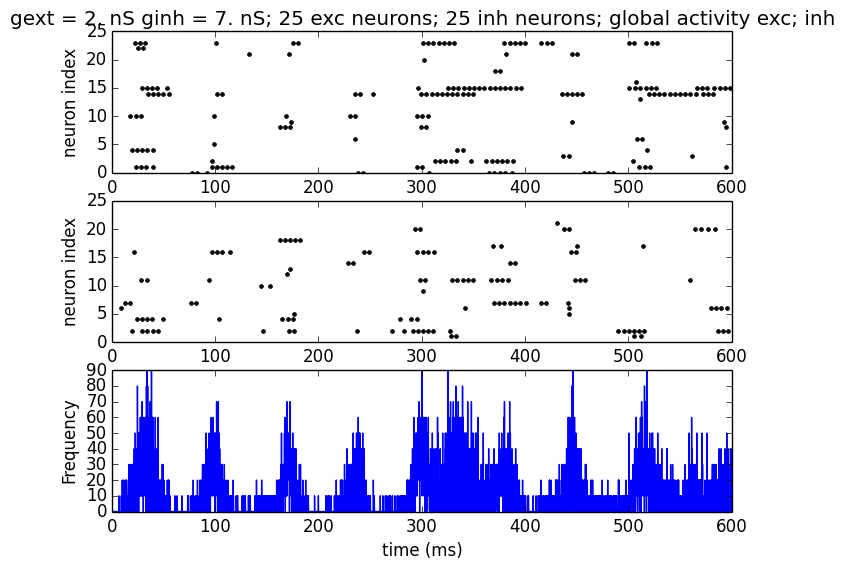 gext = 2. nS ginh = 7. nS; 25 exc neurons; 25 inh neurons; global activity exc; inh
25
20
15
10
5
0
neuron index
0 100 200 300 400 500 600
25
20
15
10
5
0
neuron index
0 100 200 300 400 500 600
90
80
70
60
50
40
30
20
10
0
Frequency
0 100 200 300 400 500 600
time (ms)